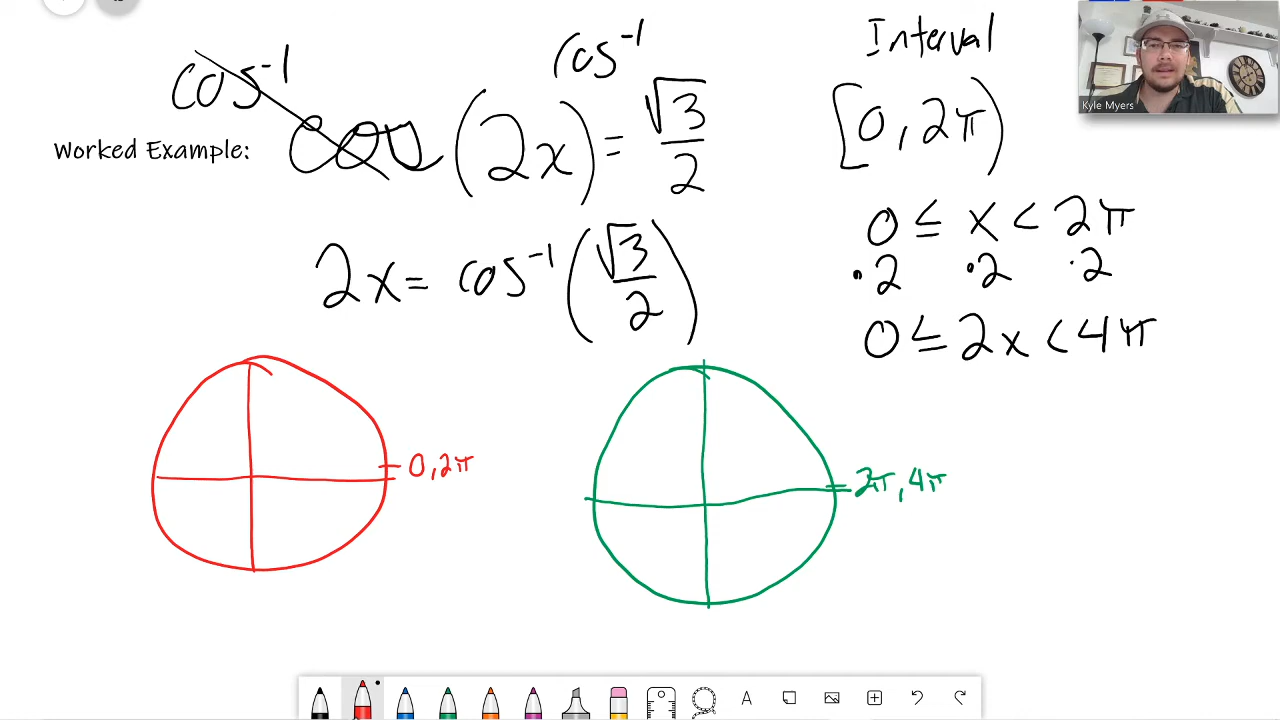 cos⁻¹ cos⁻¹
Worked Example: cos (2x) = √3/2
2x = cos⁻¹ (√3/2)
Interval
[0, 2π)
0 ≤ x < 2π
·2 ·2 ·2
0 ≤ 2x < 4π
0, 2π
2π, 4π
Kyle Myers
A